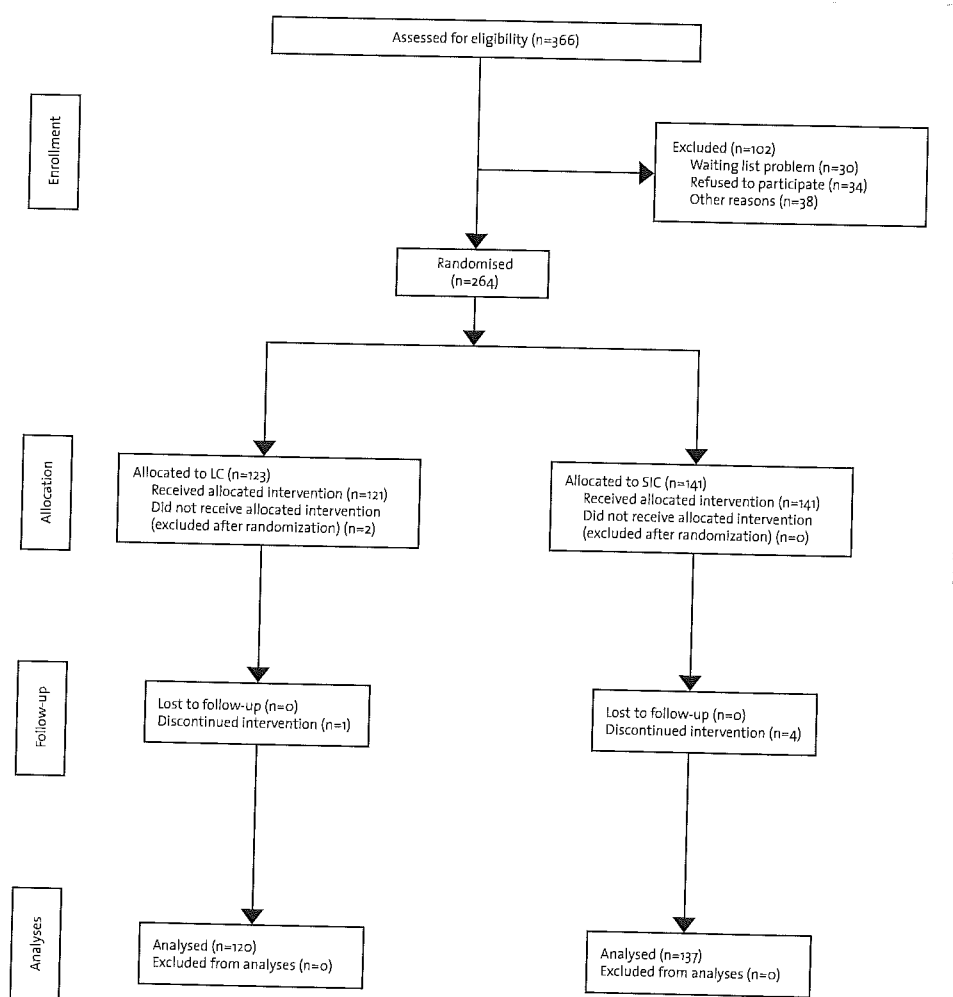 Assessed for eligibility (n=366)
Enrollment
Excluded (n=102)
Waiting list problem (n=30)
Refused to participate (n=34)
Other reasons (n=38)
Randomised
(n=264)
Allocation
Allocated to LC (n=123)
Received allocated intervention (n=121)
Did not receive allocated intervention
(excluded after randomization) (n=2)
Allocated to SIC (n=141)
Received allocated intervention (n=141)
Did not receive allocated intervention
(excluded after randomization) (n=0)
Follow-up
Lost to follow-up (n=0)
Discontinued intervention (n=1)
Lost to follow-up (n=0)
Discontinued intervention (n=4)
Analyses
Analysed (n=120)
Excluded from analyses (n=0)
Analysed (n=137)
Excluded from analyses (n=0)